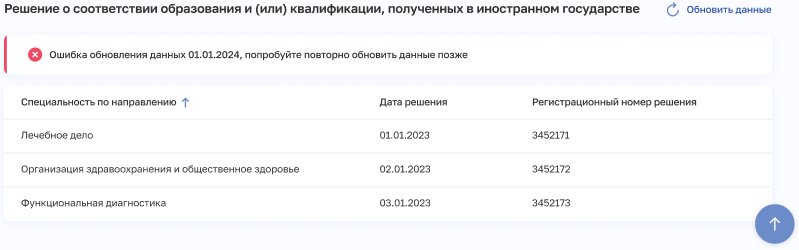 Решение о соответствии образования и (или) квалификации, полученных в иностранном государстве
Обновить данные
Ошибка обновления данных 01.01.2024, попробуйте повторно обновить данные позже
Специальность по направлению Дата решения Регистрационный номер решения
Лечебное дело 01.01.2023 3452171
Организация здравоохранения и общественное здоровье 02.01.2023 3452172
Функциональная диагностика 03.01.2023 3452173